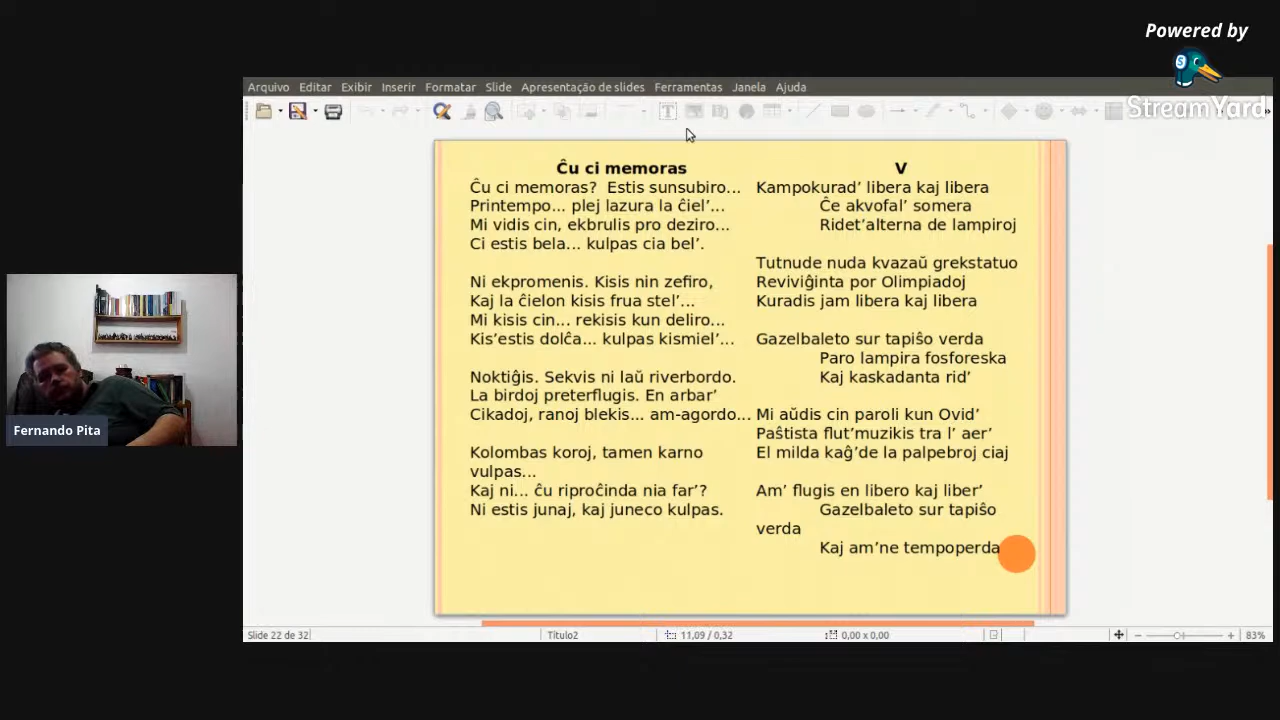 Powered by
StreamYard
Arquivo Editar Exibir Inserir Formatar Slide Apresentação de slides Ferramentas Janela Ajuda
Ĉu ci memoras
Ĉu ci memoras? Estis sunsubiro...
Printempo... plej lazura la ĉiel’...
Mi vidis cin, ekbrulis pro deziro...
Ci estis bela... kulpas cia bel’.
Ni ekpromenis. Kisis nin zefiro,
Kaj la ĉielon kisis frua stel’...
Mi kisis cin... rekisis kun deliro...
Kis’estis dolĉa... kulpas kismiel’...
Noktiĝis. Sekvis ni laŭ riverbordo.
La birdoj preterflugis. En arbar’
Cikadoj, ranoj blekis... am-agordo...
Kolombas koroj, tamen karno
vulpas...
Kaj ni... ĉu riproĉinda nia far’?
Ni estis junaj, kaj juneco kulpas.
V
Kampokurad’ libera kaj libera
Ĉe akvofal’ somera
Ridet’alterna de lampiroj
Tutnude nuda kvazaŭ grekstatuo
Reviviĝinta por Olimpiadoj
Kuradis jam libera kaj libera
Gazelbaleto sur tapiŝo verda
Paro lampira fosforeska
Kaj kaskadanta rid’
Mi aŭdis cin paroli kun Ovid’
Paŝtista flut’muzikis tra l’ aer’
El milda kaĝ’de la palpebroj ciaj
Am’ flugis en libero kaj liber’
Gazelbaleto sur tapiŝo
verda
Kaj am’ne tempoperda
Fernando Pita
Slide 22 de 32 Título2 11,09 / 0,32 0,00 x 0,00 83%